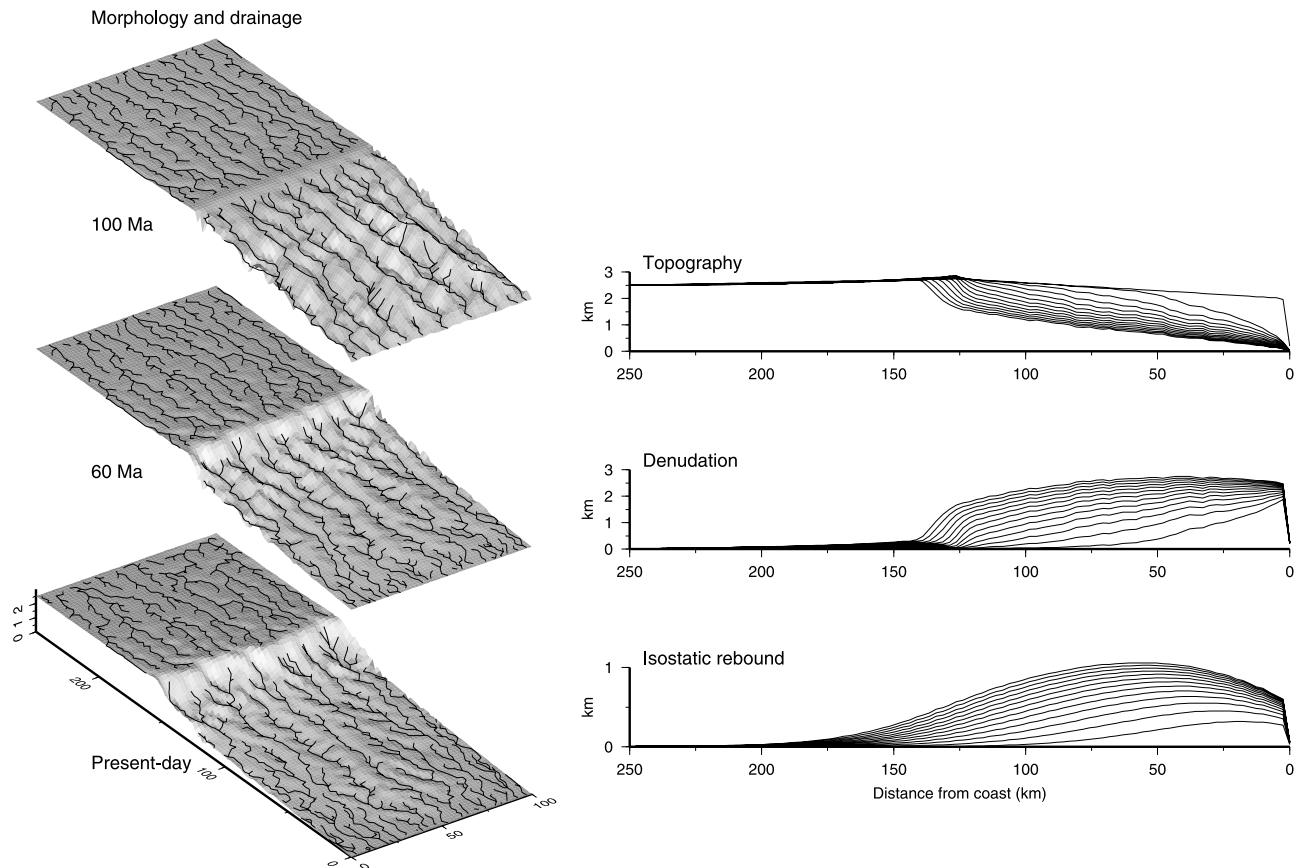 Morphology and drainage
100 Ma
60 Ma
Present-day
0 1 2
200
100
0
0
50
100
Topography
3
2
1
0
km
250 200 150 100 50 0
Denudation
3
2
1
0
km
250 200 150 100 50 0
Isostatic rebound
1
0
km
250 200 150 100 50 0
Distance from coast (km)